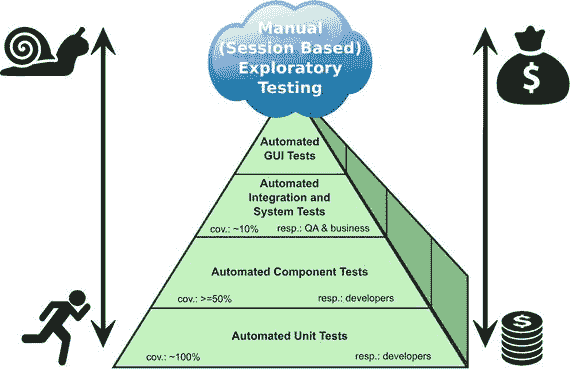 Manual
(Session Based)
Exploratory
Testing
$
Automated
GUI Tests
Automated
Integration and
System Tests
cov.: ~10% resp.: QA & business
Automated Component Tests
cov.: >=50% resp.: developers
Automated Unit Tests
cov.: ~100% resp.: developers
$